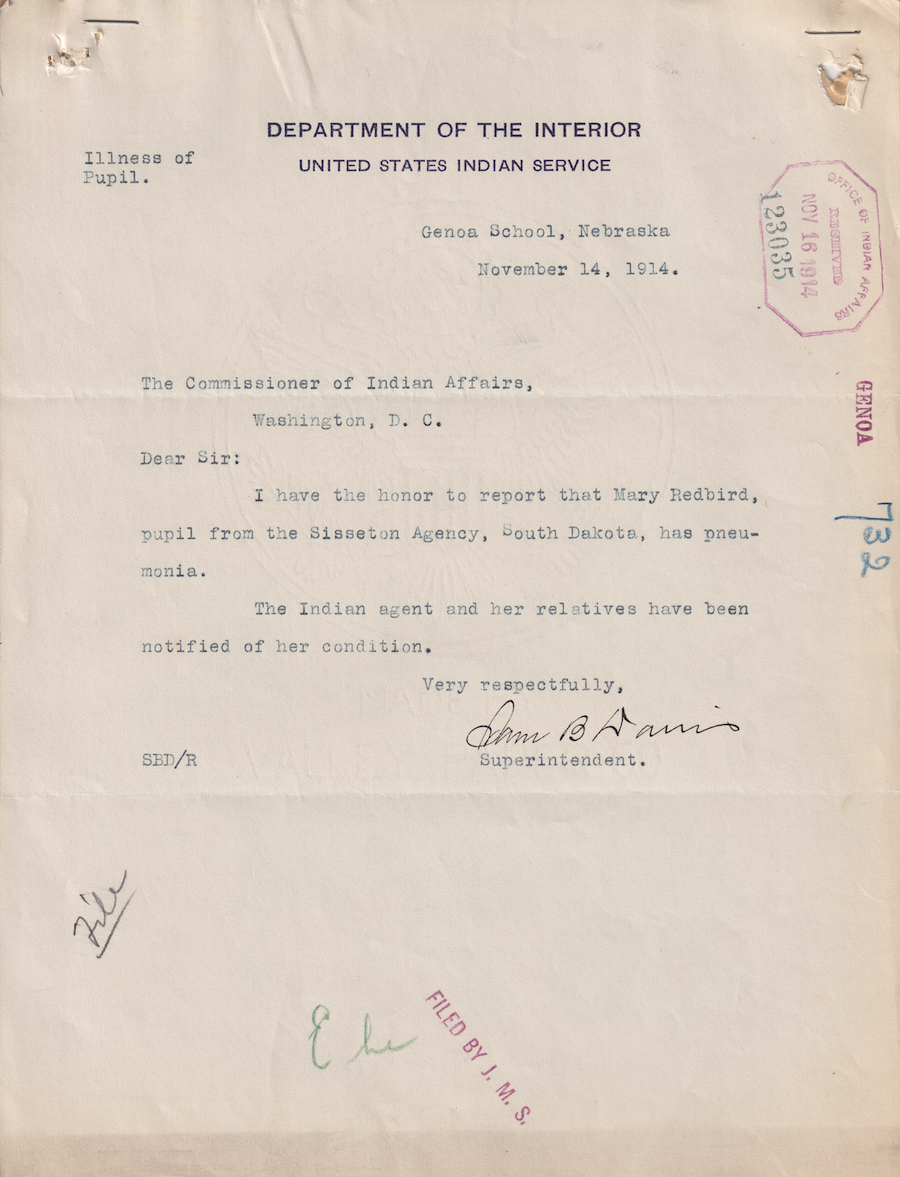 DEPARTMENT OF THE INTERIOR
UNITED STATES INDIAN SERVICE
Illness of
Pupil.
Genoa School, Nebraska
November 14, 1914.
OFFICE OF INDIAN AFFAIRS
RECEIVED
NOV 16 1914
123035
GENOA
732
The Commissioner of Indian Affairs,
Washington, D. C.
Dear Sir:
I have the honor to report that Mary Redbird,
pupil from the Sisseton Agency, South Dakota, has pneu-
monia.
The Indian agent and her relatives have been
notified of her condition.
Very respectfully,
Sam B Davis
SBD/R
Superintendent.
File
FILED BY J. M. S.